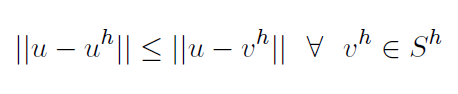 ||u − u^h|| ≤ ||u − v^h|| ∀ v^h ∈ S^h